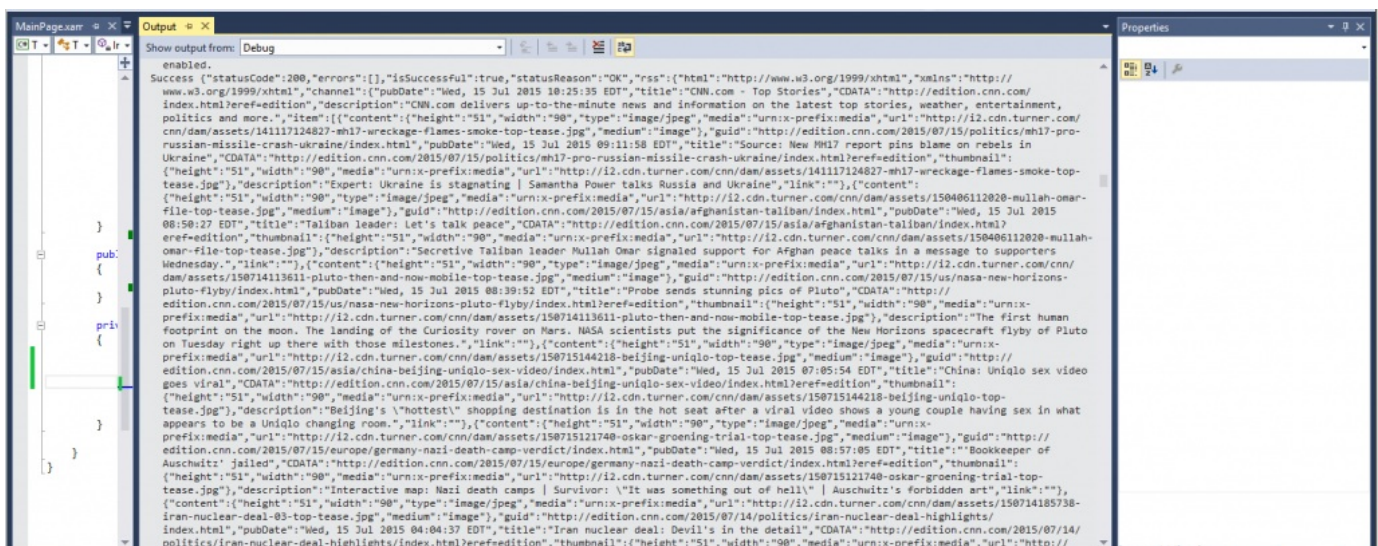 MainPage.xam
Output
Properties
T
T
Ir
Show output from: Debug
enabled.
Success {"statusCode":200,"errors":[],"isSuccessful":true,"statusReason":"OK","rss":{"html":"http://www.w3.org/1999/xhtml","xmlns":"http://
www.w3.org/1999/xhtml","channel":{"pubDate":"Wed, 15 Jul 2015 10:25:35 EDT","title":"CNN.com - Top Stories","CDATA":"http://edition.cnn.com/
index.html?eref=edition","description":"CNN.com delivers up-to-the-minute news and information on the latest top stories, weather, entertainment,
politics and more.","item":[{"content":{"height":"51","width":"90","type":"image/jpeg","media":"urn:x-prefix:media","url":"http://i2.cdn.turner.com/
cnn/dam/assets/141117124827-mh17-wreckage-flames-smoke-top-tease.jpg","medium":"image"},"guid":"http://edition.cnn.com/2015/07/15/politics/mh17-pro-
russian-missile-crash-ukraine/index.html","pubDate":"Wed, 15 Jul 2015 09:11:58 EDT","title":"Source: New MH17 report pins blame on rebels in
Ukraine","CDATA":"http://edition.cnn.com/2015/07/15/politics/mh17-pro-russian-missile-crash-ukraine/index.html?eref=edition","thumbnail":
{"height":"51","width":"90","media":"urn:x-prefix:media","url":"http://i2.cdn.turner.com/cnn/dam/assets/141117124827-mh17-wreckage-flames-smoke-top-
tease.jpg"},"description":"Expert: Ukraine is stagnating | Samantha Power talks Russia and Ukraine","link":""},{"content":
{"height":"51","width":"90","type":"image/jpeg","media":"urn:x-prefix:media","url":"http://i2.cdn.turner.com/cnn/dam/assets/150406112020-mullah-omar-
file-top-tease.jpg","medium":"image"},"guid":"http://edition.cnn.com/2015/07/15/asia/afghanistan-taliban/index.html","pubDate":"Wed, 15 Jul 2015
08:50:27 EDT","title":"Taliban leader: Let's talk peace","CDATA":"http://edition.cnn.com/2015/07/15/asia/afghanistan-taliban/index.html?
eref=edition","thumbnail":{"height":"51","width":"90","media":"urn:x-prefix:media","url":"http://i2.cdn.turner.com/cnn/dam/assets/150406112020-mullah-
omar-file-top-tease.jpg"},"description":"Secretive Taliban leader Mullah Omar signaled support for Afghan peace talks in a message to supporters
Wednesday.","link":""},{"content":{"height":"51","width":"90","type":"image/jpeg","media":"urn:x-prefix:media","url":"http://i2.cdn.turner.com/cnn/
dam/assets/150714113611-pluto-then-and-now-mobile-top-tease.jpg","medium":"image"},"guid":"http://edition.cnn.com/2015/07/15/us/nasa-new-horizons-
pluto-flyby/index.html","pubDate":"Wed, 15 Jul 2015 08:39:52 EDT","title":"Probe sends stunning pics of Pluto","CDATA":"http://
edition.cnn.com/2015/07/15/us/nasa-new-horizons-pluto-flyby/index.html?eref=edition","thumbnail":{"height":"51","width":"90","media":"urn:x-
prefix:media","url":"http://i2.cdn.turner.com/cnn/dam/assets/150714113611-pluto-then-and-now-mobile-top-tease.jpg"},"description":"The first human
footprint on the moon. The landing of the Curiosity rover on Mars. NASA scientists put the significance of the New Horizons spacecraft flyby of Pluto
on Tuesday right up there with those milestones.","link":""},{"content":{"height":"51","width":"90","type":"image/jpeg","media":"urn:x-
prefix:media","url":"http://i2.cdn.turner.com/cnn/dam/assets/150715144218-beijing-uniqlo-top-tease.jpg","medium":"image"},"guid":"http://
edition.cnn.com/2015/07/15/asia/china-beijing-uniqlo-sex-video/index.html","pubDate":"Wed, 15 Jul 2015 07:05:54 EDT","title":"China: Uniqlo sex video
goes viral","CDATA":"http://edition.cnn.com/2015/07/15/asia/china-beijing-uniqlo-sex-video/index.html?eref=edition","thumbnail":
{"height":"51","width":"90","media":"urn:x-prefix:media","url":"http://i2.cdn.turner.com/cnn/dam/assets/150715144218-beijing-uniqlo-top-
tease.jpg"},"description":"Beijing's \"hottest\" shopping destination is in the hot seat after a viral video shows a young couple having sex in what
appears to be a Uniqlo changing room.","link":""},{"content":{"height":"51","width":"90","type":"image/jpeg","media":"urn:x-
prefix:media","url":"http://i2.cdn.turner.com/cnn/dam/assets/150715121740-oskar-groening-trial-top-tease.jpg","medium":"image"},"guid":"http://
edition.cnn.com/2015/07/15/europe/germany-nazi-death-camp-verdict/index.html","pubDate":"Wed, 15 Jul 2015 08:57:05 EDT","title":"'Bookkeeper of
Auschwitz' jailed","CDATA":"http://edition.cnn.com/2015/07/15/europe/germany-nazi-death-camp-verdict/index.html?eref=edition","thumbnail":
{"height":"51","width":"90","media":"urn:x-prefix:media","url":"http://i2.cdn.turner.com/cnn/dam/assets/150715121740-oskar-groening-trial-top-
tease.jpg"},"description":"Interactive map: Nazi death camps | Survivor: \"It was something out of hell\" | Auschwitz's forbidden art","link":""},
{"content":{"height":"51","width":"90","type":"image/jpeg","media":"urn:x-prefix:media","url":"http://i2.cdn.turner.com/cnn/dam/assets/150714185738-
iran-nuclear-deal-03-top-tease.jpg","medium":"image"},"guid":"http://edition.cnn.com/2015/07/14/politics/iran-nuclear-deal-highlights/
index.html","pubDate":"Wed, 15 Jul 2015 04:04:37 EDT","title":"Iran nuclear deal: Devil's in the detail","CDATA":"http://edition.cnn.com/2015/07/14/
politics/iran-nuclear-deal-highlights/index.html?eref=edition","thumbnail":{"height":"51","width":"90","media":"urn:x-prefix:media","url":"http://
}
pub
{
}
priv
{
}
}
}